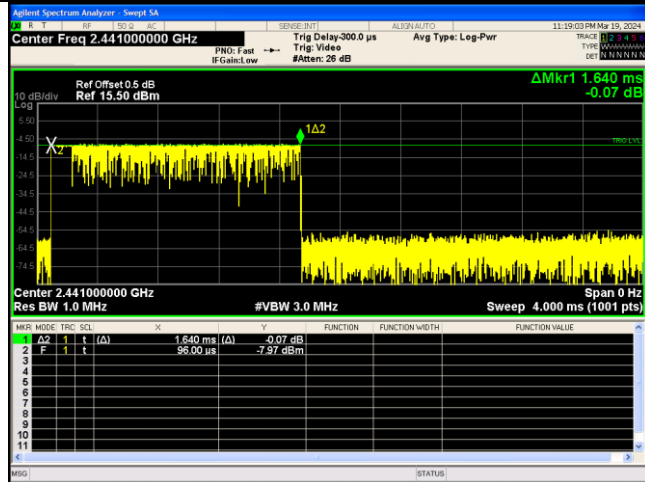 Agilent Spectrum Analyzer - Swept SA
R T RF 50 Ω AC SENSE:INT ALIGN AUTO 11:19:03 PM Mar 19, 2024
Center Freq 2.441000000 GHz
PNO: Fast
IFGain:Low
Trig Delay-300.0 µs
Trig: Video
#Atten: 26 dB
Avg Type: Log-Pwr
TRACE 1 2 3 4 5 6
TYPE WWWWWW
DET N N N N N N
ΔMkr1 1.640 ms
-0.07 dB
Ref Offset 0.5 dB
10 dB/div Ref 15.50 dBm
Log
5.50
-4.50
-14.5
-24.5
-34.5
-44.5
-54.5
-64.5
-74.5
X2
1Δ2
TRIG LVL
Center 2.441000000 GHz Span 0 Hz
Res BW 1.0 MHz #VBW 3.0 MHz Sweep 4.000 ms (1001 pts)
MKR MODE TRC SCL X Y FUNCTION FUNCTION WIDTH FUNCTION VALUE
1 Δ2 1 t (Δ) 1.640 ms (Δ) -0.07 dB
2 F 1 t 96.00 µs -7.97 dBm
3
4
5
6
7
8
9
10
11
MSG STATUS